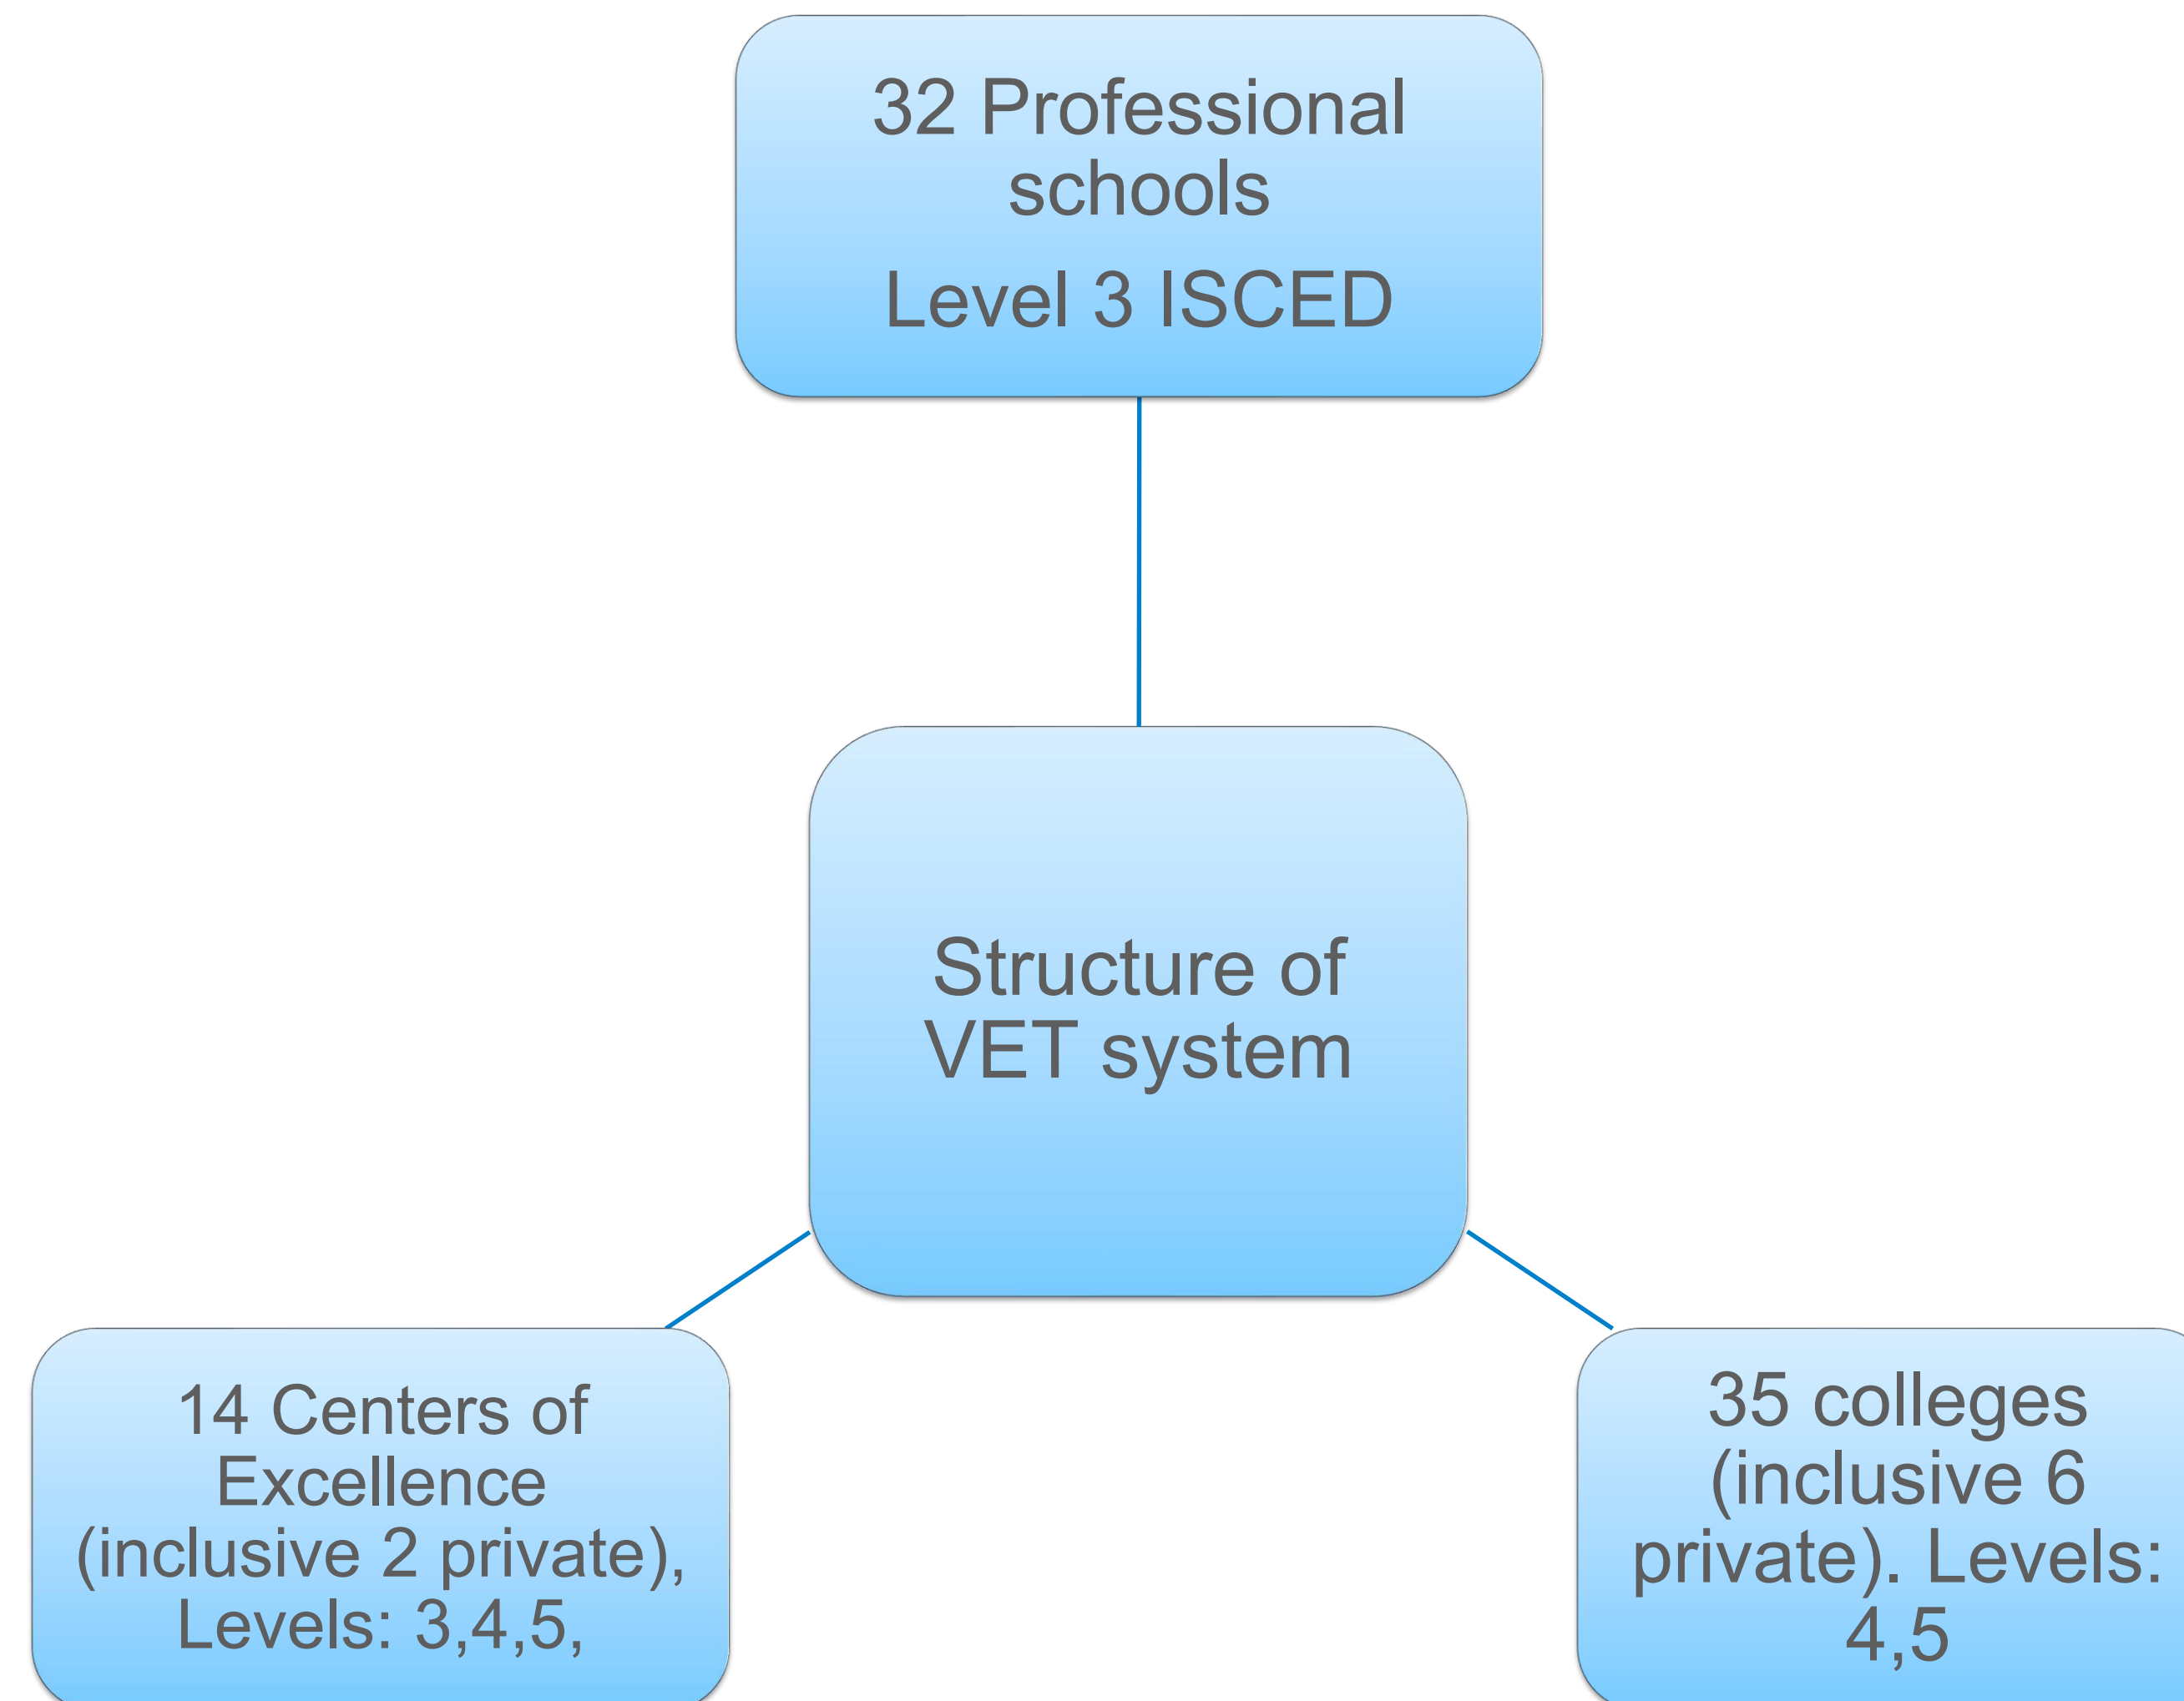 32 Professional
schools
Level 3 ISCED
Structure of
VET system
14 Centers of
Excellence
(inclusive 2 private),
Levels: 3,4,5,
35 colleges
(inclusive 6
private). Levels:
4,5